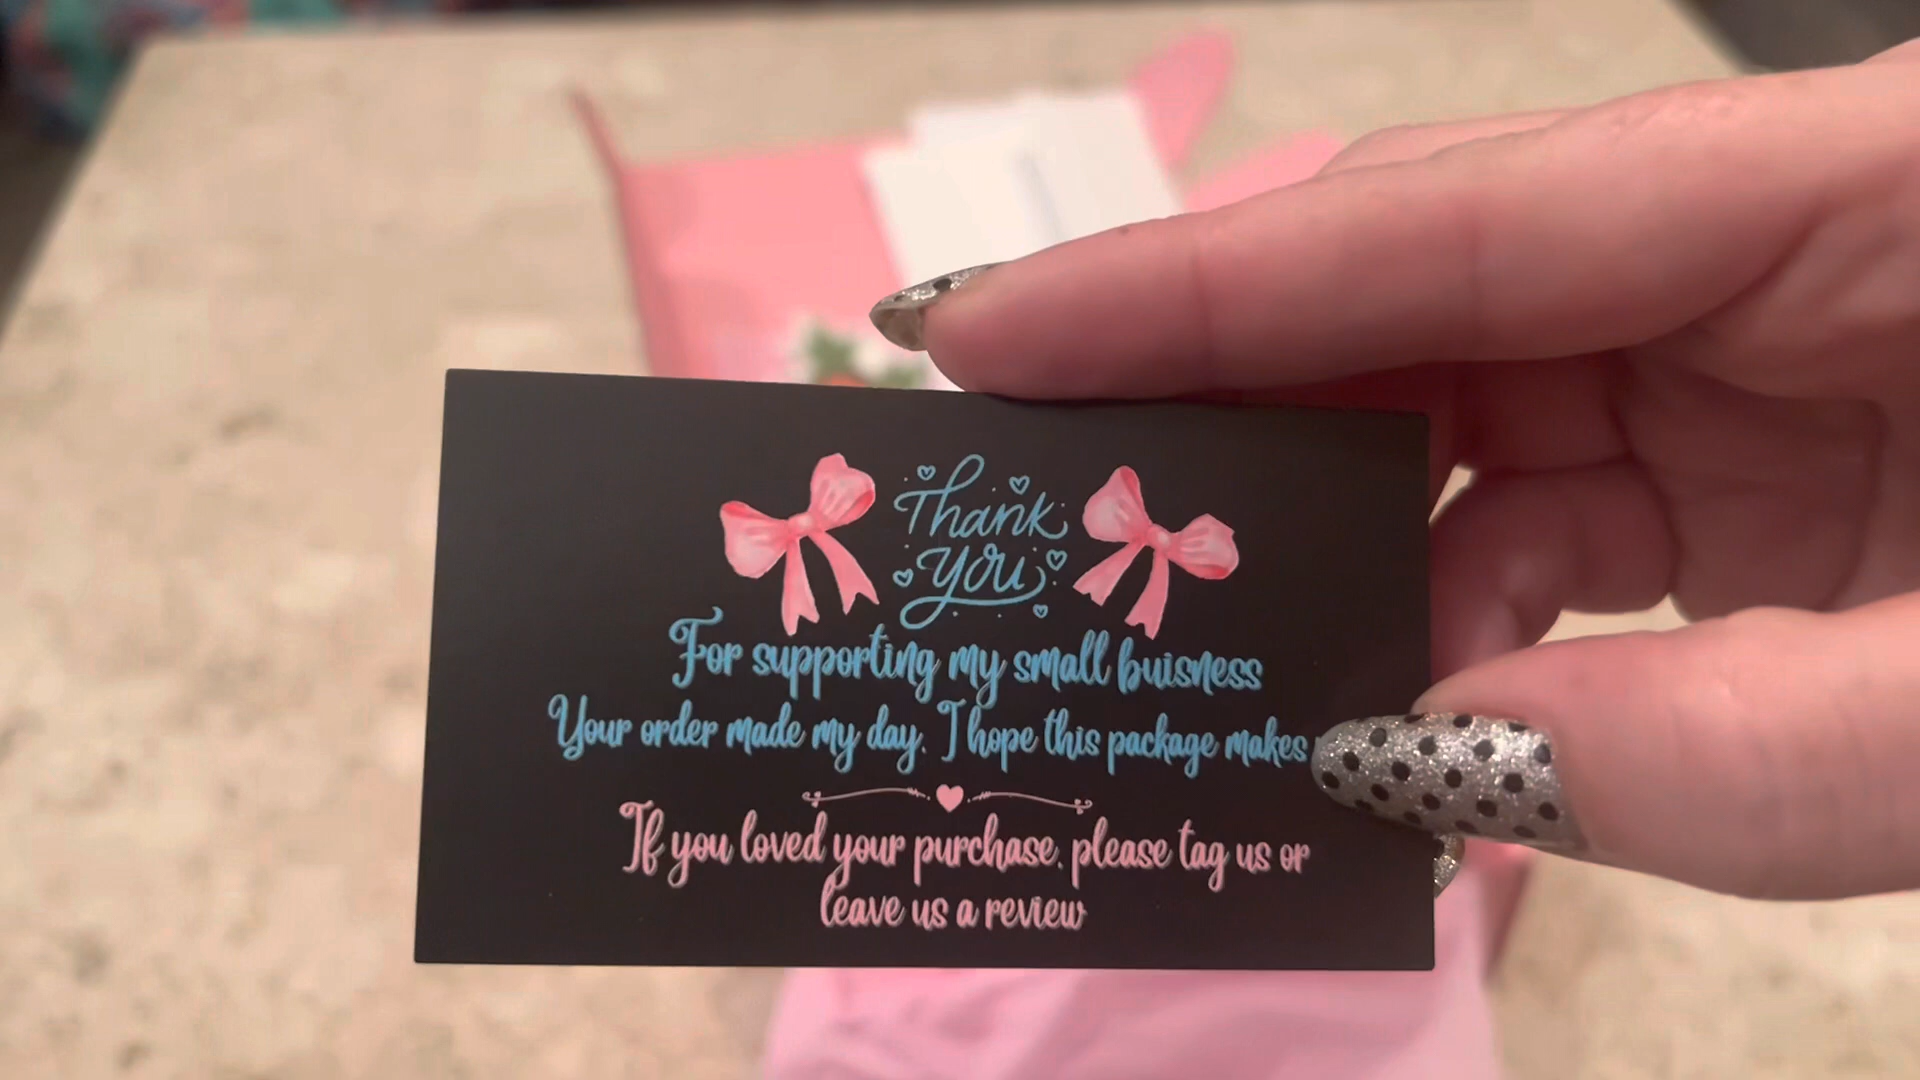 Thank
you
For supporting my small buisness
Your order made my day. I hope this package makes
If you loved your purchase, please tag us or
leave us a review